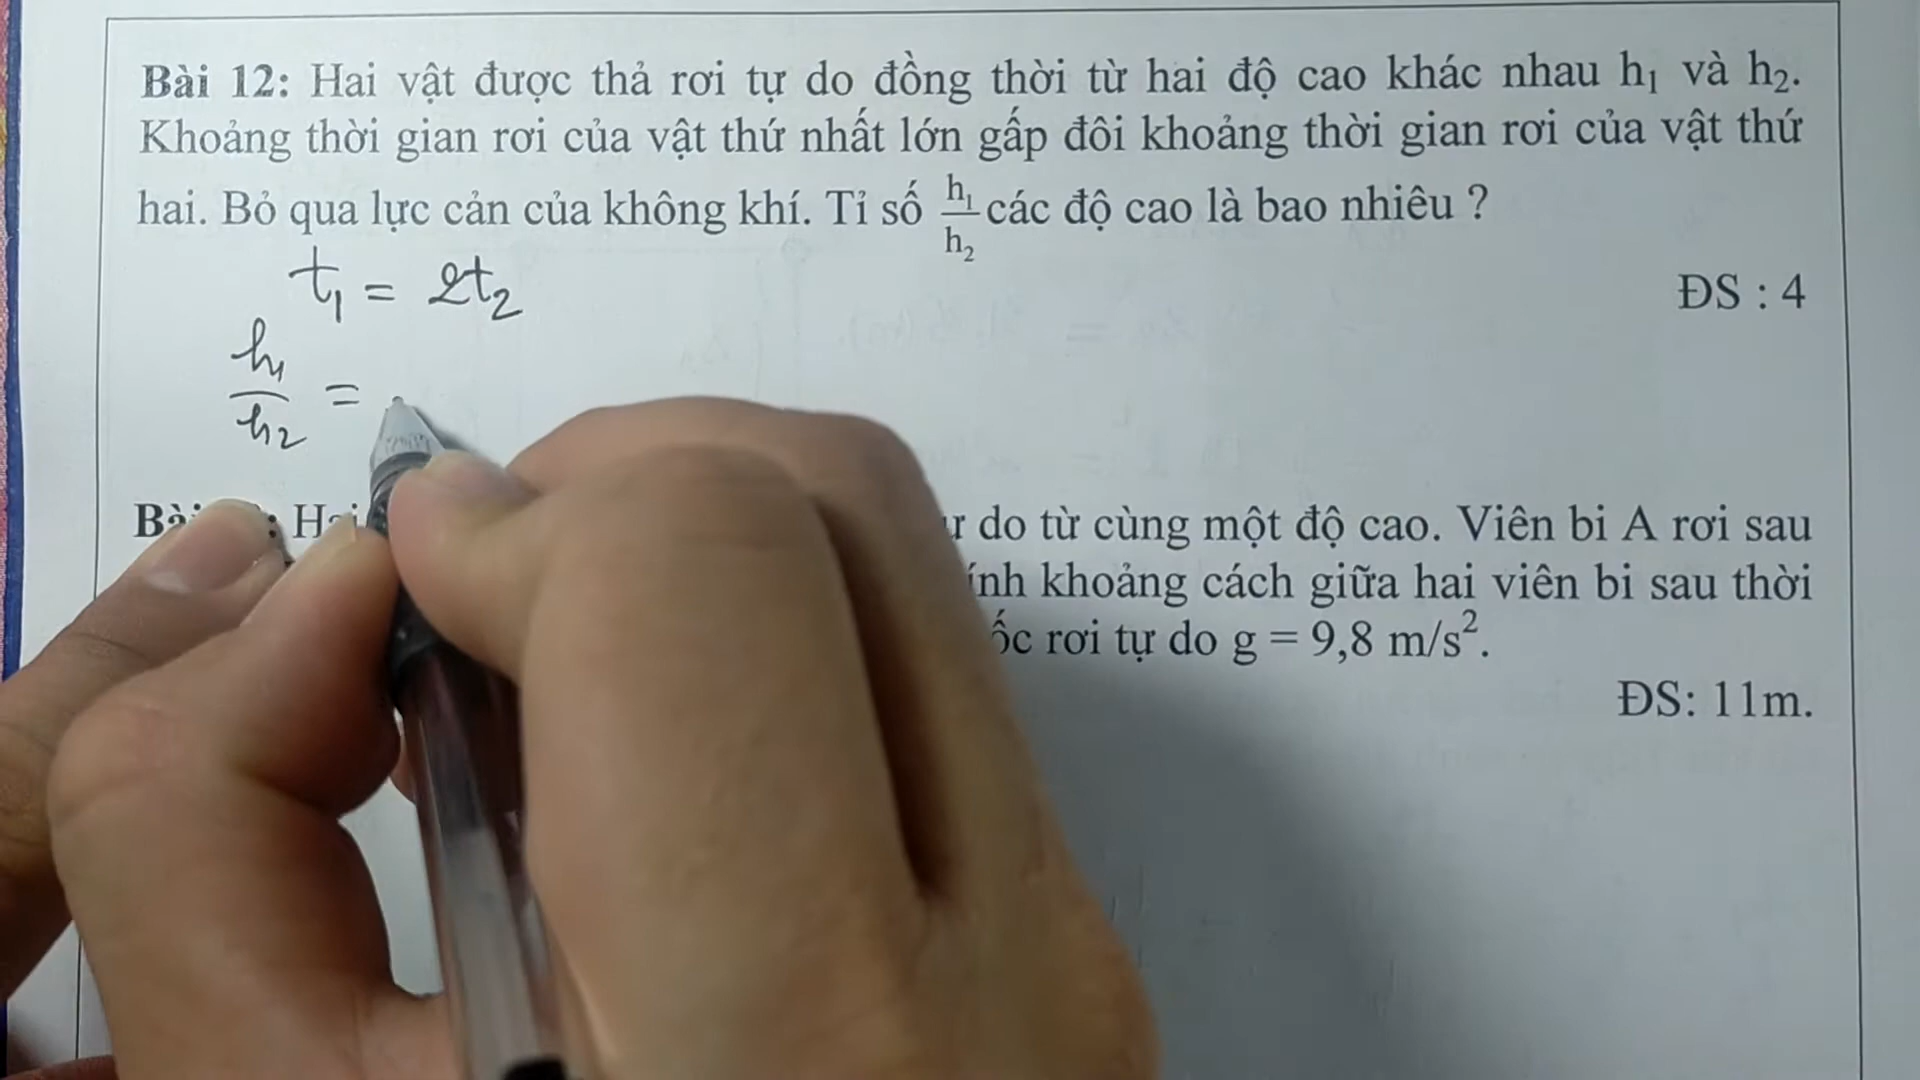 Bài 12: Hai vật được thả rơi tự do đồng thời từ hai độ cao khác nhau h₁ và h₂.
Khoảng thời gian rơi của vật thứ nhất lớn gấp đôi khoảng thời gian rơi của vật thứ
hai. Bỏ qua lực cản của không khí. Tỉ số h₁/h₂ các độ cao là bao nhiêu ?
t₁ = 2t₂
ĐS : 4
h₁/h₂ =
do từ cùng một độ cao. Viên bi A rơi sau
khoảng cách giữa hai viên bi sau thời
rơi tự do g = 9,8 m/s².
ĐS: 11m.